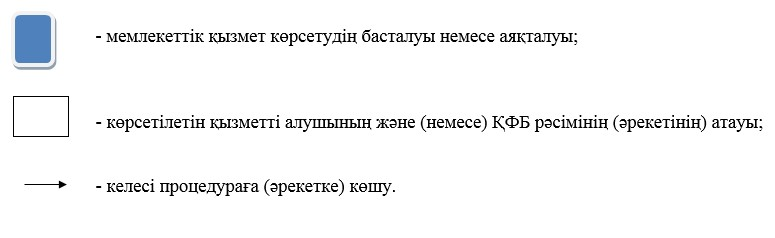 - мемлекеттік қызмет көрсетудің басталуы немесе аяқталуы;
- көрсетілетін қызметті алушының және (немесе) ҚФБ рәсімінің (әрекетінің) атауы;
- келесі процедураға (әрекетке) көшу.